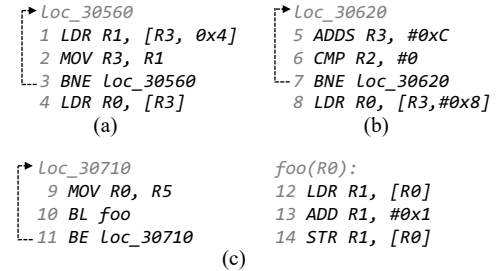 loc_30560
1 LDR R1, [R3, 0x4]
2 MOV R3, R1
3 BNE loc_30560
4 LDR R0, [R3]
(a)
loc_30620
5 ADDS R3, #0xC
6 CMP R2, #0
7 BNE loc_30620
8 LDR R0, [R3,#0x8]
(b)
loc_30710
9 MOV R0, R5
10 BL foo
11 BE loc_30710
foo(R0):
12 LDR R1, [R0]
13 ADD R1, #0x1
14 STR R1, [R0]
(c)